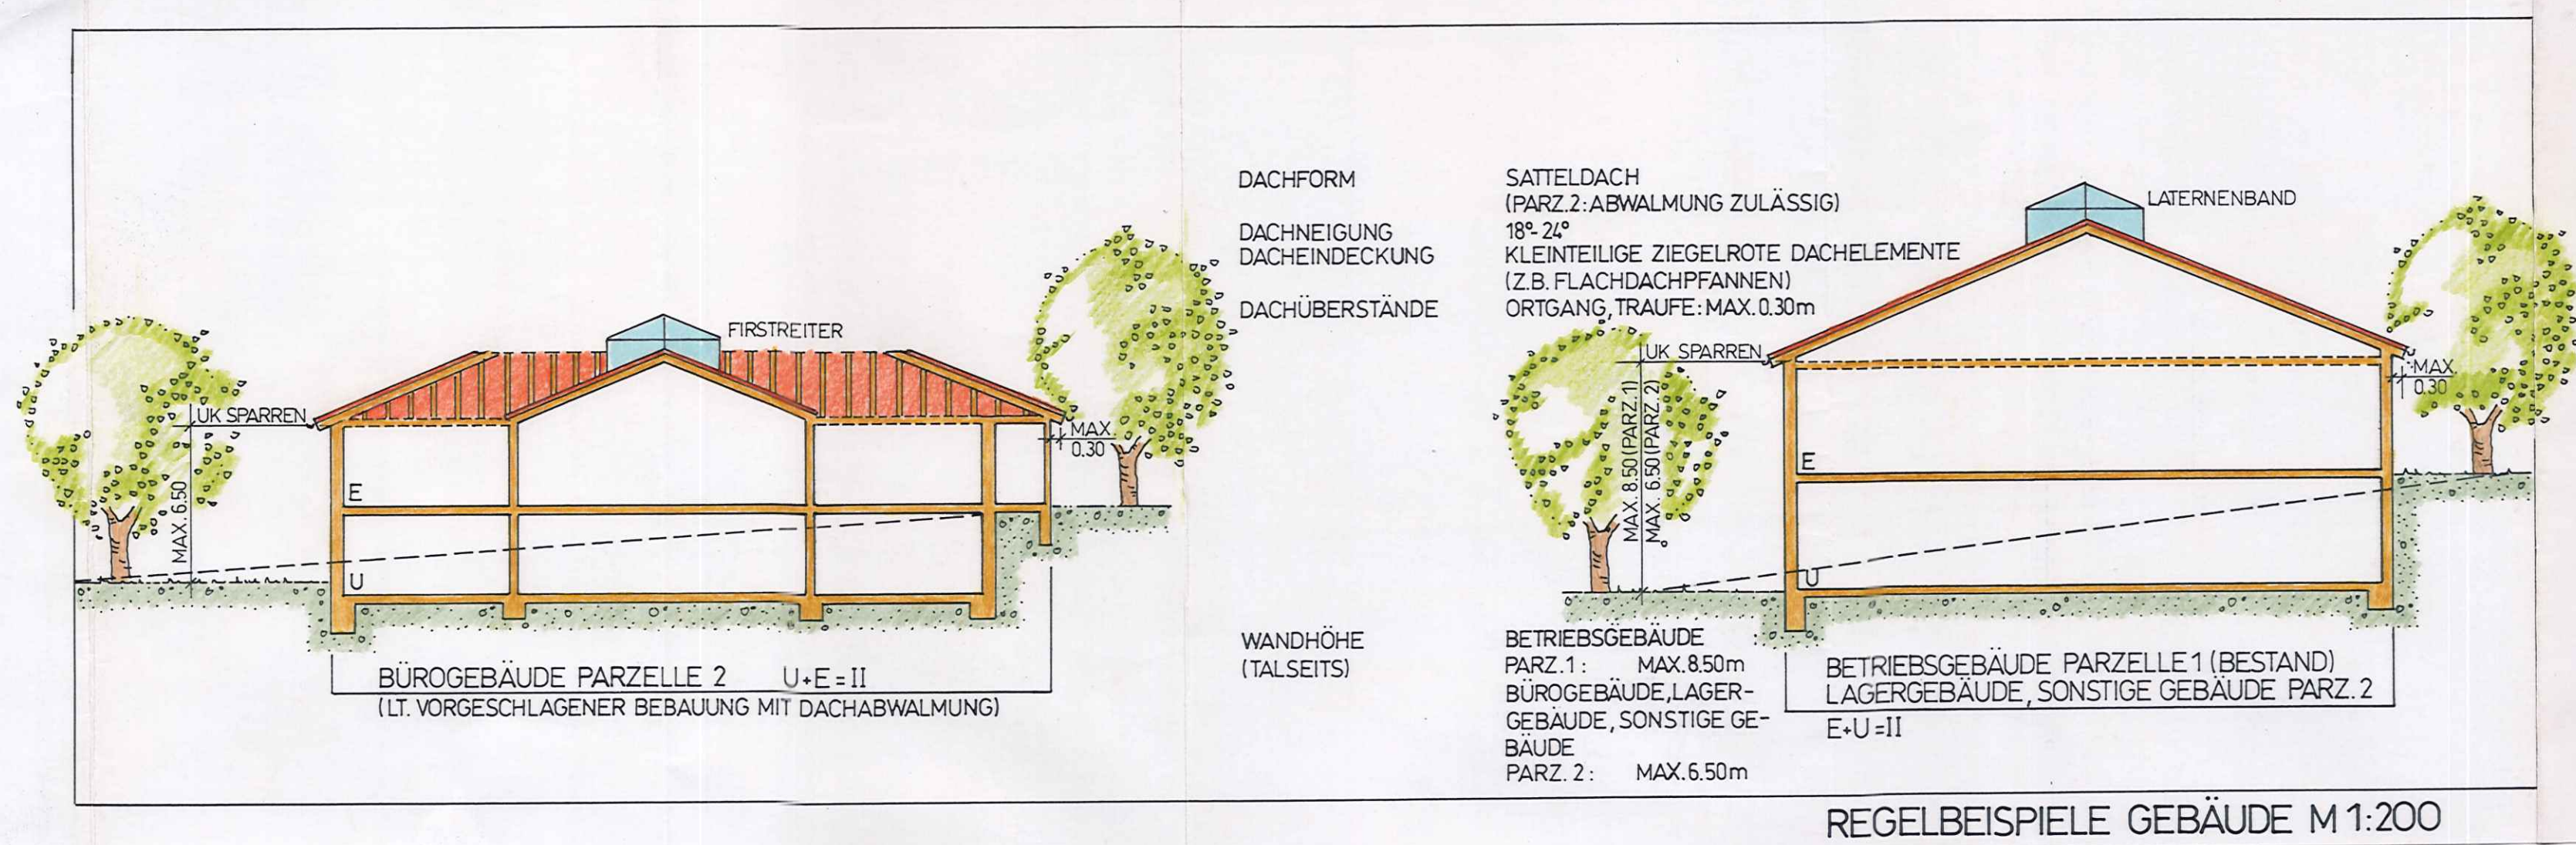 FIRSTREITER
UK SPARREN
MAX. 6.50
MAX.
0.30
E
U
BÜROGEBÄUDE PARZELLE 2 U+E=II
(LT. VORGESCHLAGENER BEBAUUNG MIT DACHABWALMUNG)
DACHFORM SATTELDACH
(PARZ.2:ABWALMUNG ZULÄSSIG)
DACHNEIGUNG 18°-24°
DACHEINDECKUNG KLEINTEILIGE ZIEGELROTE DACHELEMENTE
(Z.B. FLACHDACHPFANNEN)
DACHÜBERSTÄNDE ORTGANG, TRAUFE: MAX. 0.30m
WANDHÖHE BETRIEBSGEBÄUDE
(TALSEITS) PARZ.1: MAX.8.50m
BÜROGEBÄUDE, LAGER-
GEBÄUDE, SONSTIGE GE-
BÄUDE
PARZ. 2: MAX.6.50m
LATERNENBAND
UK SPARREN
MAX. 8.50 (PARZ.1)
MAX. 6.50 (PARZ.2)
MAX.
0.30
E
U
BETRIEBSGEBÄUDE PARZELLE 1 (BESTAND)
LAGERGEBÄUDE, SONSTIGE GEBÄUDE PARZ. 2
E+U=II
REGELBEISPIELE GEBÄUDE M 1:200